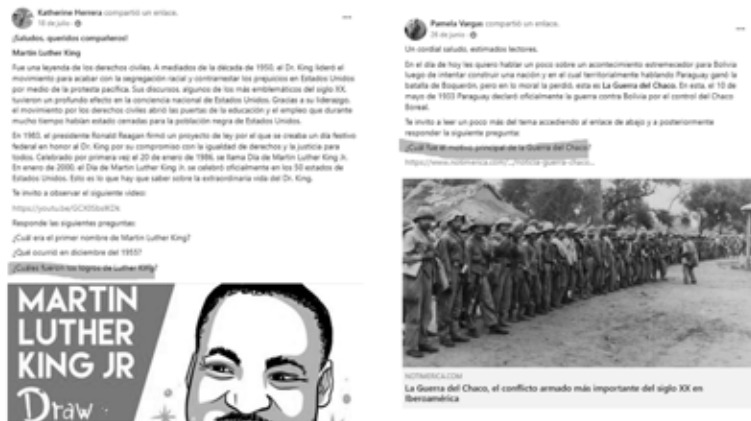 Katherine Herrera compartió un enlace.
18 de julio
¡Saludos, queridos compañeros!
Martin Luther King
Fue una leyenda de los derechos civiles. A mediados de la década de 1950, el Dr. King lideró el
movimiento para acabar con la segregación racial y contrarrestar los prejuicios en Estados Unidos
por medio de la protesta pacífica. Sus discursos, algunos de los más emblemáticos del siglo XX,
tuvieron un profundo efecto en la conciencia nacional de Estados Unidos. Gracias a su liderazgo,
el movimiento por los derechos civiles abrió las puertas de la educación y el empleo que durante
mucho tiempo habían estado cerradas para la población negra de Estados Unidos.
En 1983, el presidente Ronald Reagan firmó un proyecto de ley por el que se creaba un día festivo
federal en honor al Dr. King por su compromiso con la igualdad de derechos y la justicia para
todos. Celebrado por primera vez el 20 de enero de 1986, se llama Día de Martin Luther King Jr.
En enero de 2000, el Día de Martin Luther King Jr. se celebró oficialmente en los 50 estados de
Estados Unidos. Esto es lo que hay que saber sobre la extraordinaria vida del Dr. King.
Te invito a observar el siguiente video:
Responde las siguientes preguntas:
¿Cuál era el primer nombre de Martin Luther King?
¿Qué ocurrió en diciembre del 1955?
¿Cuáles fueron los logros de Luther King?
MARTIN
LUTHER
KING JR
Draw
Pamela Vargas compartió un enlace.
26 de junio
Un cordial saludo, estimados lectores.
En el día de hoy les quiero hablar un poco sobre un acontecimiento estremecedor para Bolivia
luego de intentar construir una nación y en el cual territorialmente hablando Paraguay ganó la
batalla de Boquerón, pero en lo moral la perdió, esta es La Guerra del Chaco. En esta, el 10 de
mayo de 1933 Paraguay declaró oficialmente la guerra contra Bolivia por el control del Chaco
Boreal.
Te invito a leer un poco más del tema accediendo al enlace de abajo y a posteriormente
responder la siguiente pregunta:
¿Cuál fue el motivo principal de la Guerra del Chaco?
https://www.notimerica.com/.../noticia-guerra-chaco...
NOTIMERICA.COM
La Guerra del Chaco, el conflicto armado más importante del siglo XX en
Iberoamérica